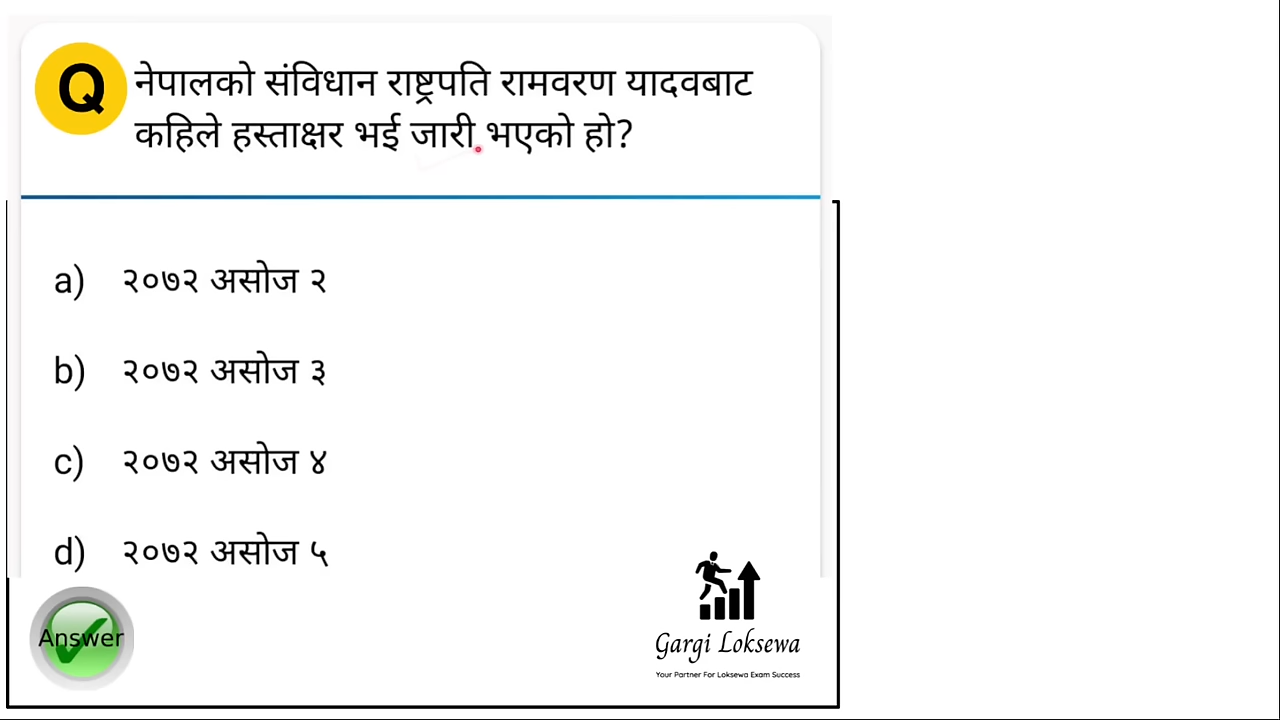 Q नेपालको संविधान राष्ट्रपति रामवरण यादवबाट
कहिले हस्ताक्षर भई जारी भएको हो?
a) २०७२ असोज २
b) २०७२ असोज ३
c) २०७२ असोज ४
d) २०७२ असोज ५
Answer
Gargi Loksewa
Your Partner For Loksewa Exam Success